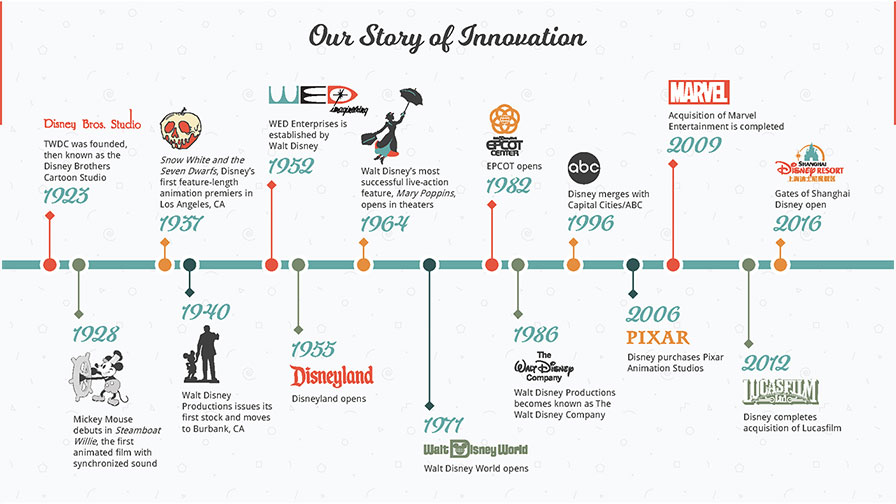 Our Story of Innovation
Disney Bros. Studio
TWDC was founded,
then known as the
Disney Brothers
Cartoon Studio
1923
Snow White and the
Seven Dwarfs, Disney's
first feature-length
animation premiers in
Los Angeles, CA
1937
WED
imagineering
WED Enterprises is
established by
Walt Disney
1952
Walt Disney's most
successful live-action
feature, Mary Poppins,
opens in theaters
1964
EPCOT
CENTER
EPCOT opens
1982
abc
Disney merges with
Capital Cities/ABC
1996
MARVEL
Acquisition of Marvel
Entertainment is completed
2009
SHANGHAI
DISNEY RESORT
上海迪士尼度假区
Gates of Shanghai
Disney open
2016
1928
Mickey Mouse
debuts in Steamboat
Willie, the first
animated film with
synchronized sound
1940
Walt Disney
Productions issues its
first stock and moves
to Burbank, CA
1955
Disneyland
Disneyland opens
1971
Walt Disney World
Walt Disney World opens
1986
The
WALT DISNEY
Company
Walt Disney Productions
becomes known as The
Walt Disney Company
2006
PIXAR
Disney purchases Pixar
Animation Studios
2012
LUCASFILM
Ltd.
Disney completes
acquisition of Lucasfilm